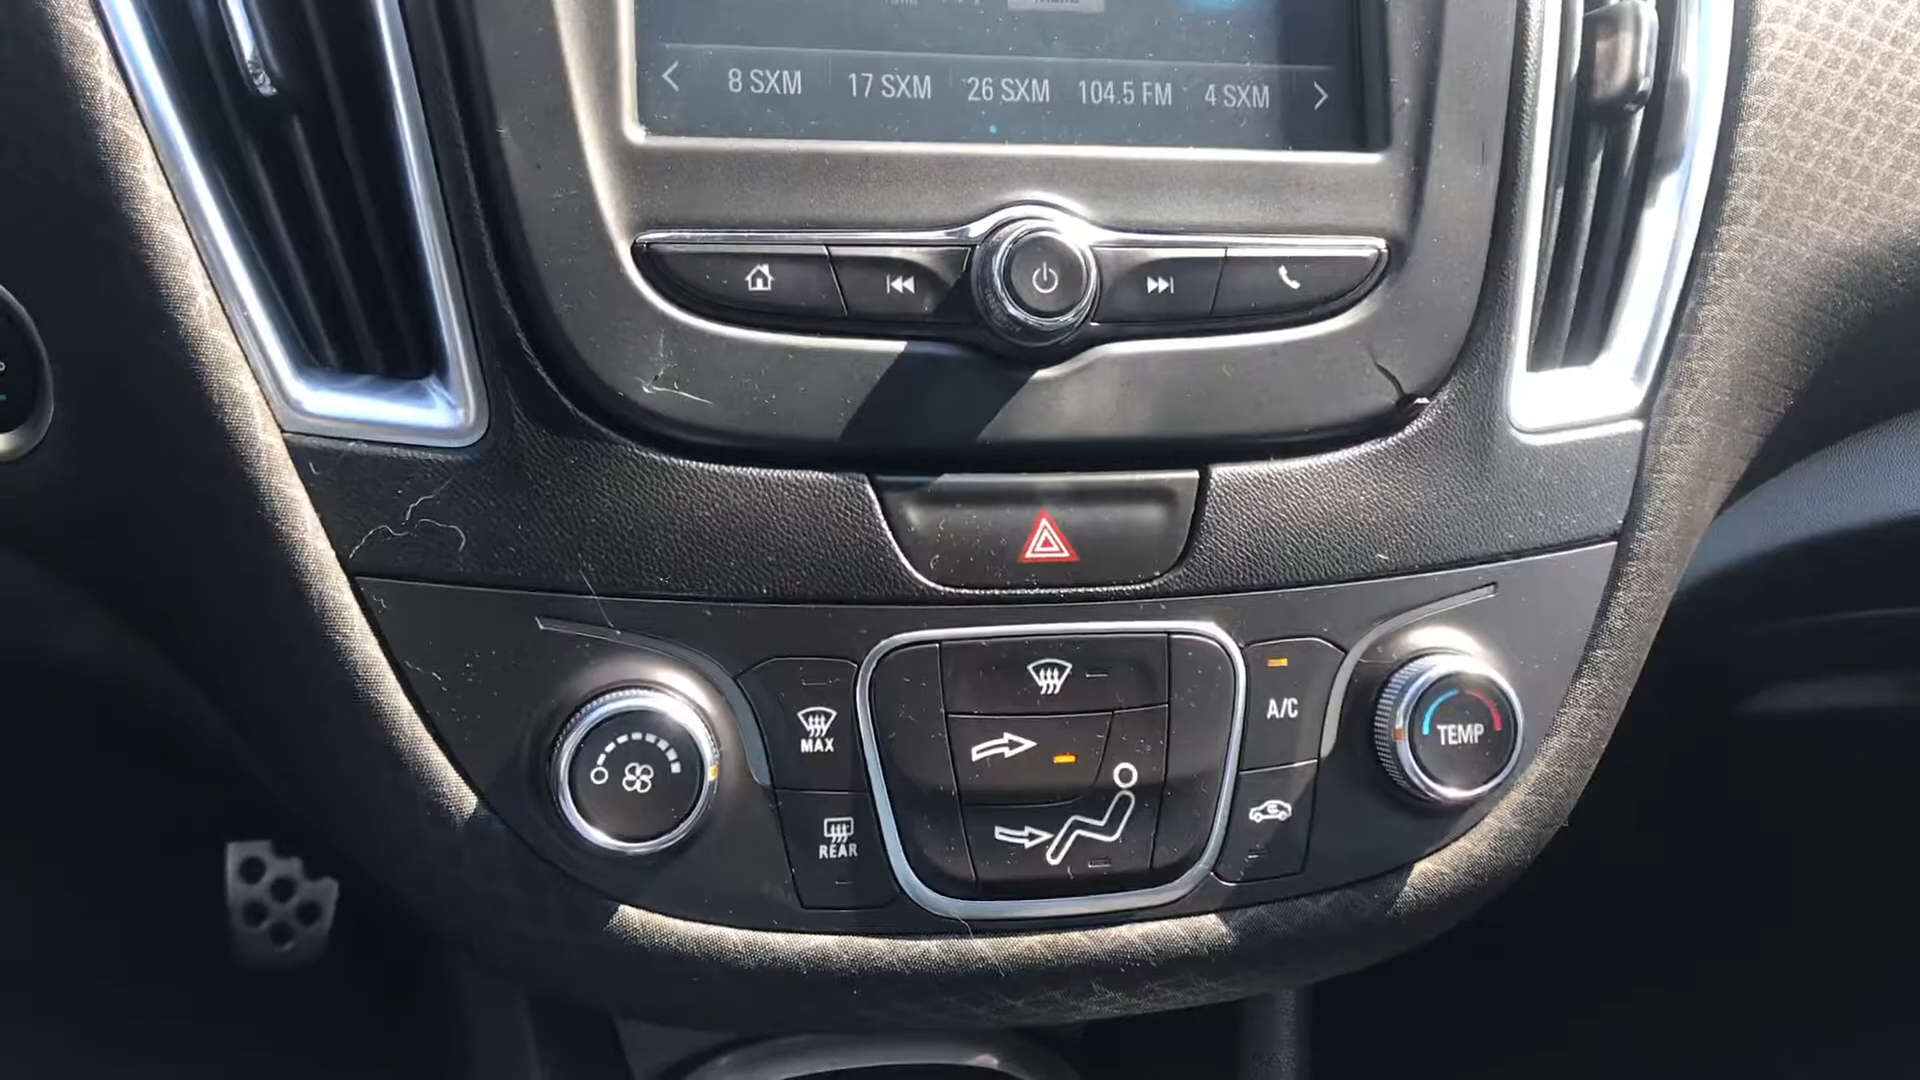 8 SXM
17 SXM
26 SXM
104.5 FM
4 SXM
MAX
A/C
TEMP
REAR